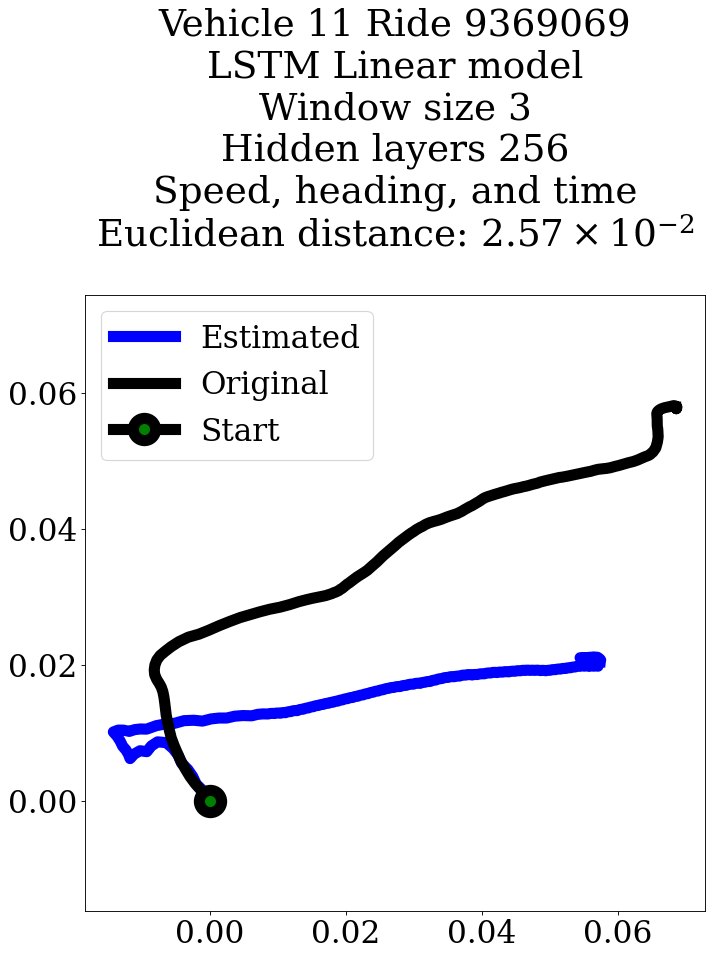 Vehicle 11 Ride 9369069
LSTM Linear model
Window size 3
Hidden layers 256
Speed, heading, and time
Euclidean distance: 2.57 × 10⁻²
Estimated
Original
Start
0.06
0.04
0.02
0.00
0.00 0.02 0.04 0.06